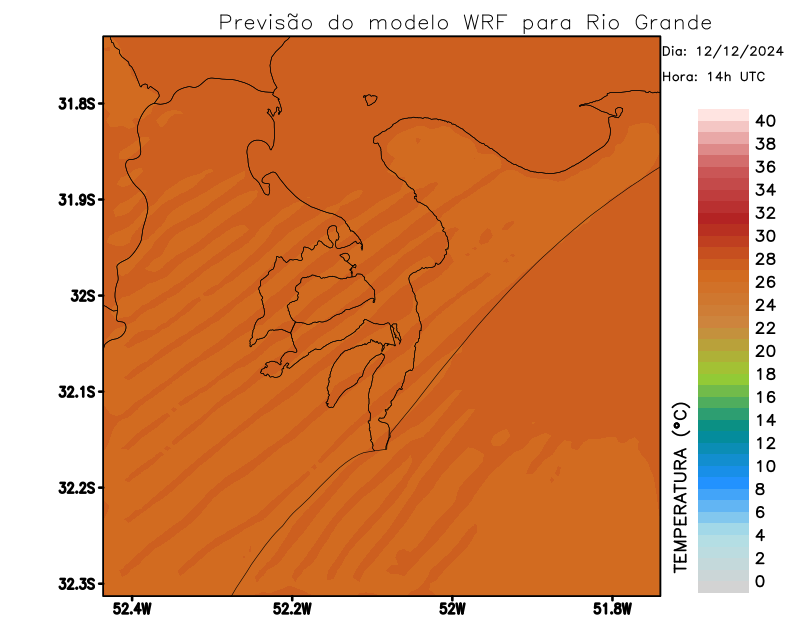 Previsão do modelo WRF para Rio Grande
Dia: 12/12/2024
Hora: 14h UTC
31.8S
31.9S
32S
32.1S
32.2S
32.3S
52.4W
52.2W
52W
51.8W
TEMPERATURA (°C)
40
38
36
34
32
30
28
26
24
22
20
18
16
14
12
10
8
6
4
2
0